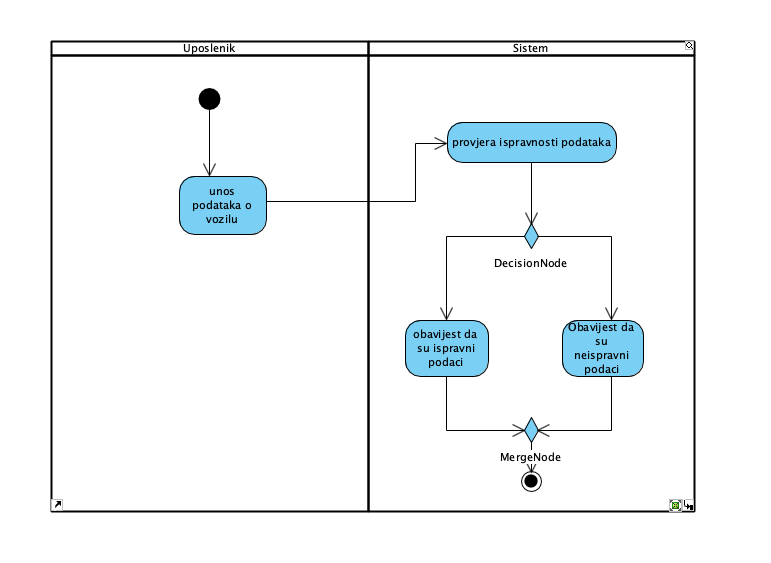 Uposlenik
Sistem
unos
podataka o
vozilu
provjera ispravnosti podataka
DecisionNode
obavijest da
su ispravni
podaci
Obavijest da
su
neispravni
podaci
MergeNode